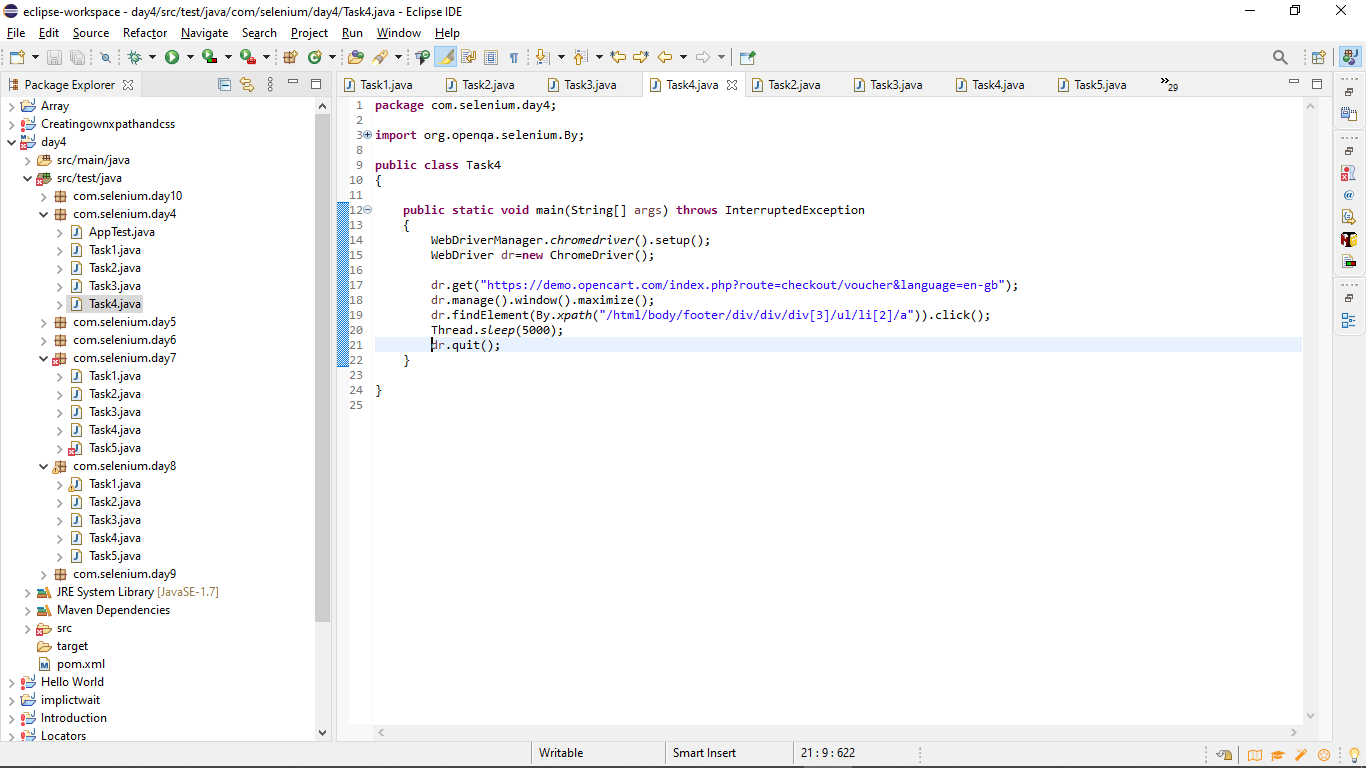 eclipse-workspace - day4/src/test/java/com/selenium/day4/Task4.java - Eclipse IDE
File Edit Source Refactor Navigate Search Project Run Window Help
Package Explorer
Array
Creatingownxpathandcss
day4
src/main/java
src/test/java
com.selenium.day10
com.selenium.day4
AppTest.java
Task1.java
Task2.java
Task3.java
Task4.java
com.selenium.day5
com.selenium.day6
com.selenium.day7
Task1.java
Task2.java
Task3.java
Task4.java
Task5.java
com.selenium.day8
Task1.java
Task2.java
Task3.java
Task4.java
Task5.java
com.selenium.day9
JRE System Library [JavaSE-1.7]
Maven Dependencies
src
target
pom.xml
Hello World
implictwait
Introduction
Locators
Task1.java Task2.java Task3.java Task4.java Task2.java Task3.java Task4.java Task5.java »29
1 package com.selenium.day4;
2
3 import org.openqa.selenium.By;
8
9 public class Task4
10 {
11
12 public static void main(String[] args) throws InterruptedException
13 {
14 WebDriverManager.chromedriver().setup();
15 WebDriver dr=new ChromeDriver();
16
17 dr.get("https://demo.opencart.com/index.php?route=checkout/voucher&language=en-gb");
18 dr.manage().window().maximize();
19 dr.findElement(By.xpath("/html/body/footer/div/div/div[3]/ul/li[2]/a")).click();
20 Thread.sleep(5000);
21 dr.quit();
22 }
23
24 }
25
Writable Smart Insert 21 : 9 : 622